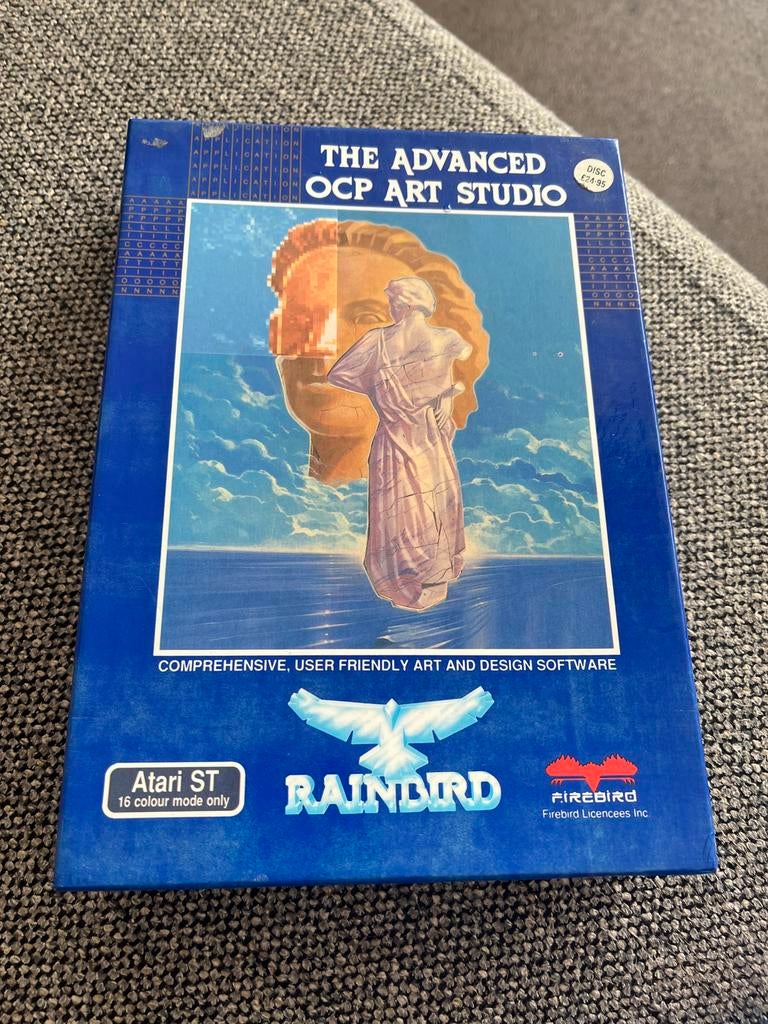 APPLICATION
THE ADVANCED
OCP ART STUDIO
DISC
£24·95
COMPREHENSIVE, USER FRIENDLY ART AND DESIGN SOFTWARE
Atari ST
16 colour mode only
RAINBIRD
FIREBIRD
Firebird Licencees Inc